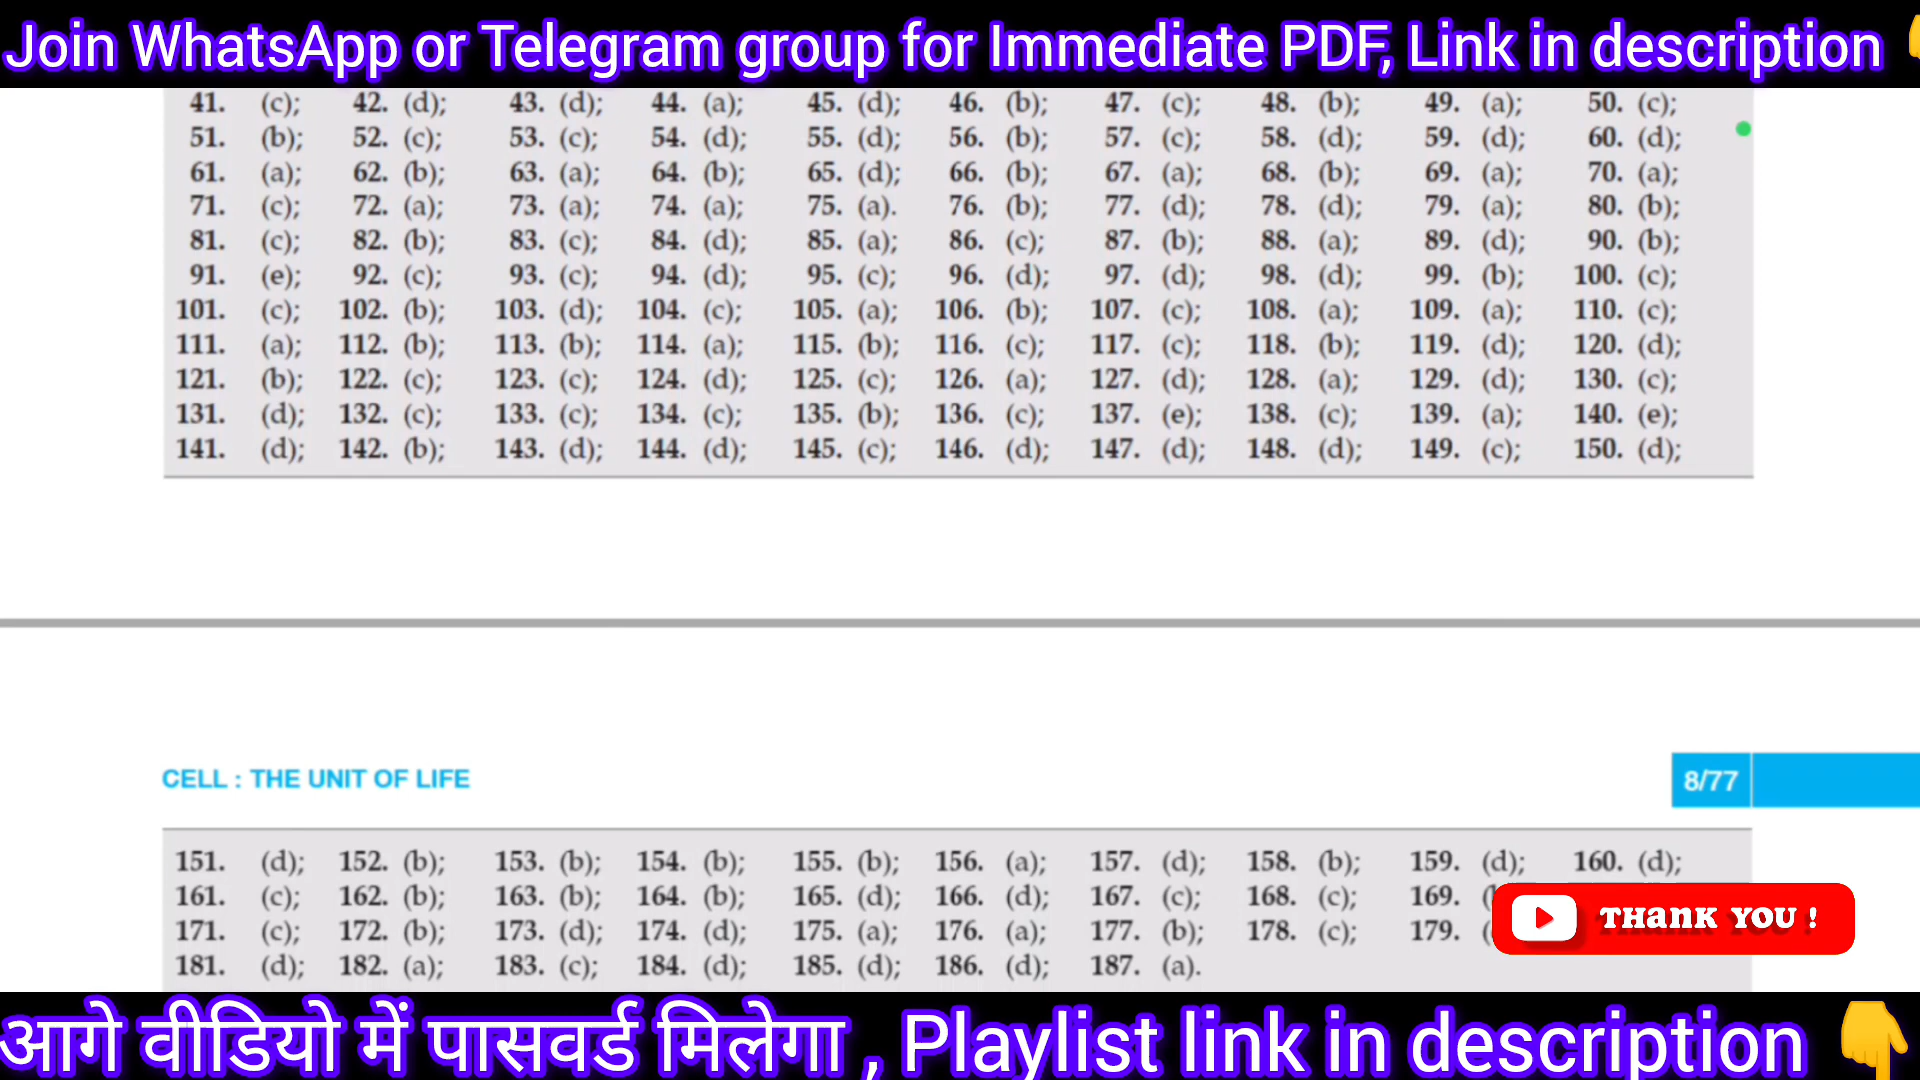 Join WhatsApp or Telegram group for Immediate PDF, Link in description
41. (c); 42. (d); 43. (d); 44. (a); 45. (d); 46. (b); 47. (c); 48. (b); 49. (a); 50. (c);
51. (b); 52. (c); 53. (c); 54. (d); 55. (d); 56. (b); 57. (c); 58. (d); 59. (d); 60. (d);
61. (a); 62. (b); 63. (a); 64. (b); 65. (d); 66. (b); 67. (a); 68. (b); 69. (a); 70. (a);
71. (c); 72. (a); 73. (a); 74. (a); 75. (a). 76. (b); 77. (d); 78. (d); 79. (a); 80. (b);
81. (c); 82. (b); 83. (c); 84. (d); 85. (a); 86. (c); 87. (b); 88. (a); 89. (d); 90. (b);
91. (e); 92. (c); 93. (c); 94. (d); 95. (c); 96. (d); 97. (d); 98. (d); 99. (b); 100. (c);
101. (c); 102. (b); 103. (d); 104. (c); 105. (a); 106. (b); 107. (c); 108. (a); 109. (a); 110. (c);
111. (a); 112. (b); 113. (b); 114. (a); 115. (b); 116. (c); 117. (c); 118. (b); 119. (d); 120. (d);
121. (b); 122. (c); 123. (c); 124. (d); 125. (c); 126. (a); 127. (d); 128. (a); 129. (d); 130. (c);
131. (d); 132. (c); 133. (c); 134. (c); 135. (b); 136. (c); 137. (e); 138. (c); 139. (a); 140. (e);
141. (d); 142. (b); 143. (d); 144. (d); 145. (c); 146. (d); 147. (d); 148. (d); 149. (c); 150. (d);
CELL : THE UNIT OF LIFE 8/77
151. (d); 152. (b); 153. (b); 154. (b); 155. (b); 156. (a); 157. (d); 158. (b); 159. (d); 160. (d);
161. (c); 162. (b); 163. (b); 164. (b); 165. (d); 166. (d); 167. (c); 168. (c); 169.
THANK YOU !
171. (c); 172. (b); 173. (d); 174. (d); 175. (a); 176. (a); 177. (b); 178. (c); 179.
181. (d); 182. (a); 183. (c); 184. (d); 185. (d); 186. (d); 187. (a).
आगे वीडियो में पासवर्ड मिलेगा , Playlist link in description